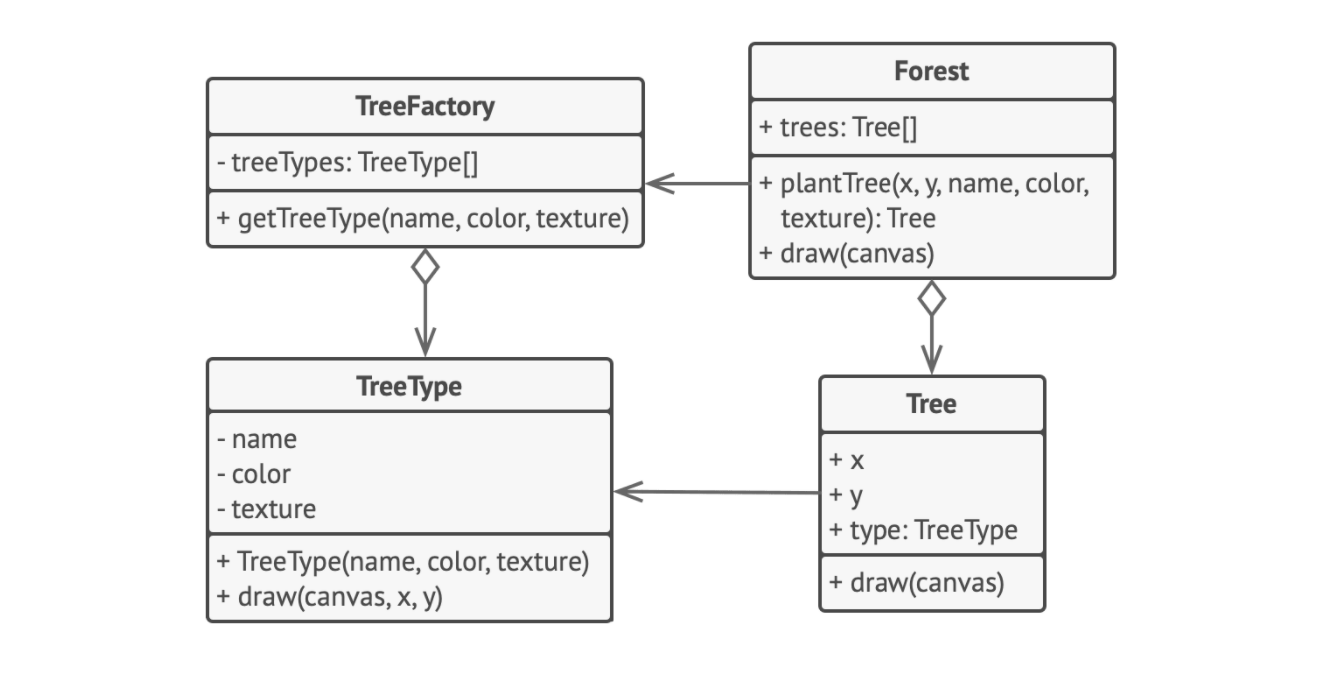 TreeFactory
- treeTypes: TreeType[]
+ getTreeType(name, color, texture)
Forest
+ trees: Tree[]
+ plantTree(x, y, name, color,
texture): Tree
+ draw(canvas)
TreeType
- name
- color
- texture
+ TreeType(name, color, texture)
+ draw(canvas, x, y)
Tree
+ x
+ y
+ type: TreeType
+ draw(canvas)